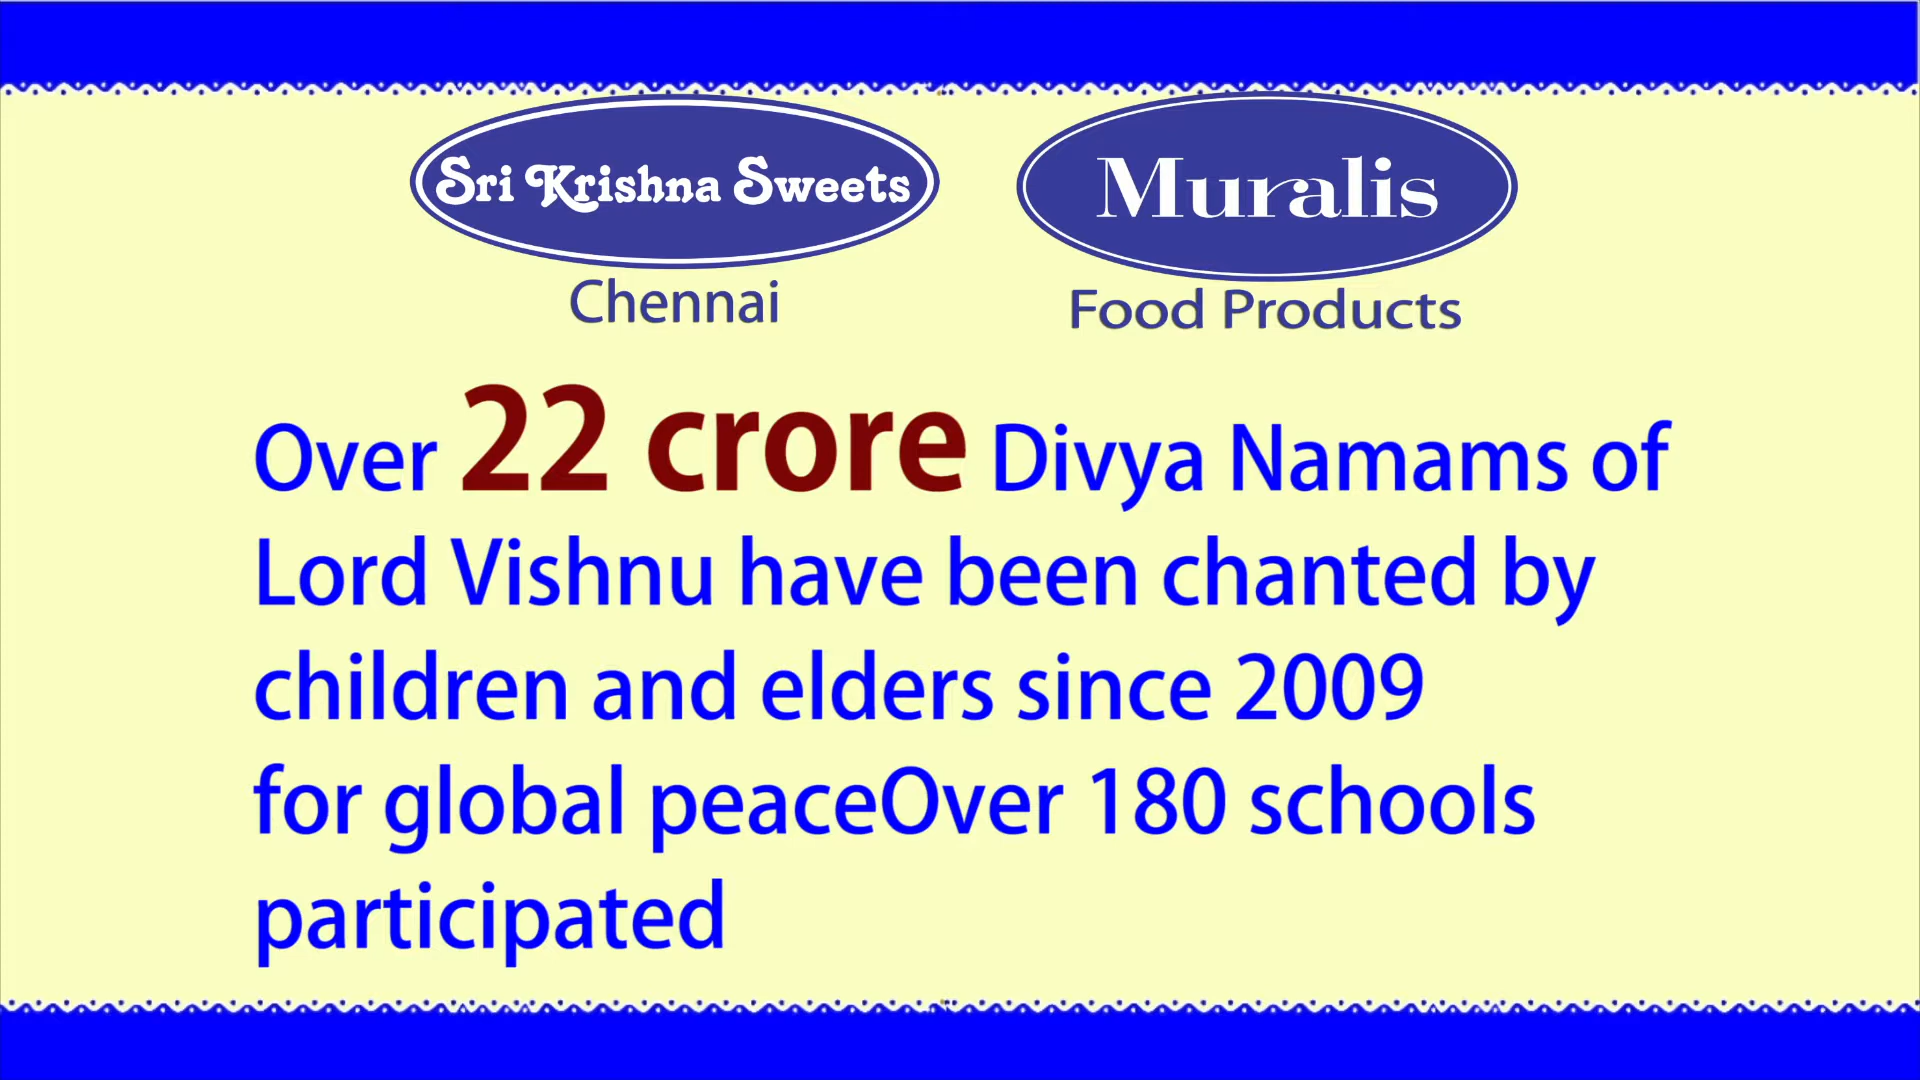 Sri Krishna Sweets
Chennai
Muralis
Food Products
Over 22 crore Divya Namams of
Lord Vishnu have been chanted by
children and elders since 2009
for global peaceOver 180 schools
participated